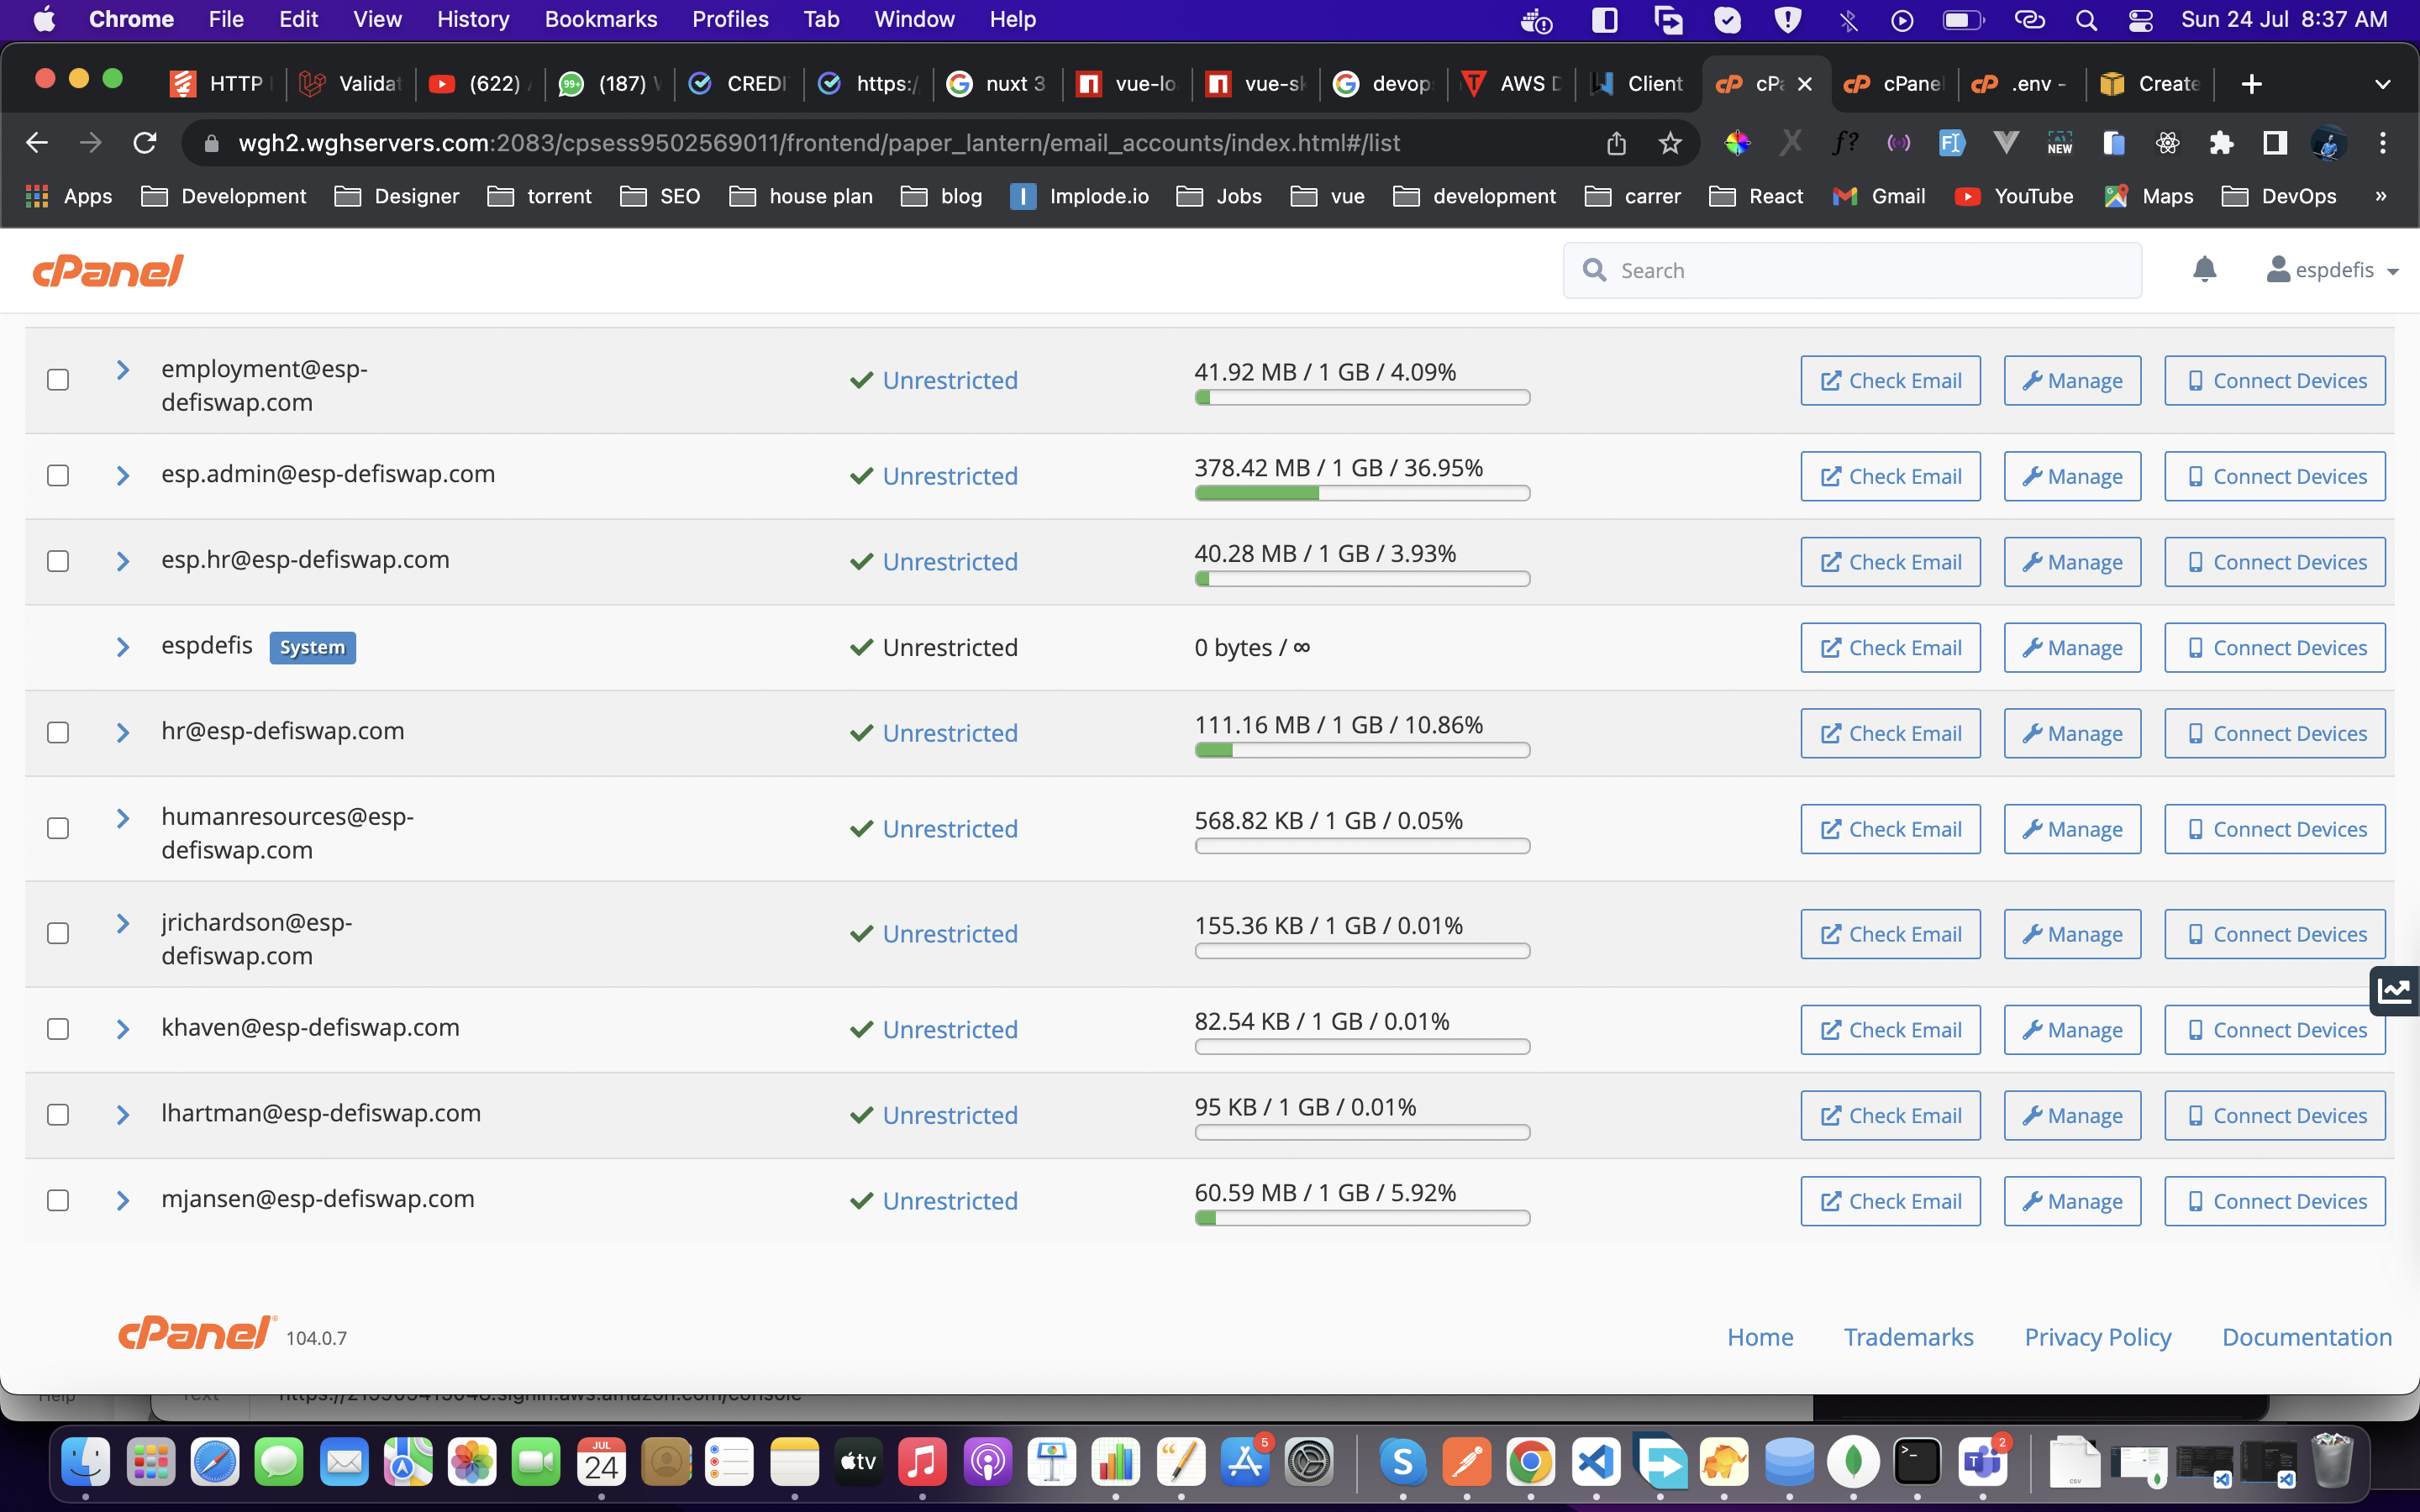 Chrome File Edit View History Bookmarks Profiles Tab Window Help Sun 24 Jul 8:37 AM
HTTP Validat (622) 99+ (187) CREDI https:/ nuxt 3 vue-lo vue-sk devop AWS D Client cPa cPanel .env - Create
wgh2.wghservers.com:2083/cpsess9502569011/frontend/paper_lantern/email_accounts/index.html#/list f? FI NEW
Apps Development Designer torrent SEO house plan blog I Implode.io Jobs vue development carrer React Gmail YouTube Maps DevOps »
cPanel Search espdefis
employment@esp-
defiswap.com Unrestricted 41.92 MB / 1 GB / 4.09% Check Email Manage Connect Devices
esp.admin@esp-defiswap.com Unrestricted 378.42 MB / 1 GB / 36.95% Check Email Manage Connect Devices
esp.hr@esp-defiswap.com Unrestricted 40.28 MB / 1 GB / 3.93% Check Email Manage Connect Devices
espdefis System Unrestricted 0 bytes / ∞ Check Email Manage Connect Devices
hr@esp-defiswap.com Unrestricted 111.16 MB / 1 GB / 10.86% Check Email Manage Connect Devices
humanresources@esp-
defiswap.com Unrestricted 568.82 KB / 1 GB / 0.05% Check Email Manage Connect Devices
jrichardson@esp-
defiswap.com Unrestricted 155.36 KB / 1 GB / 0.01% Check Email Manage Connect Devices
khaven@esp-defiswap.com Unrestricted 82.54 KB / 1 GB / 0.01% Check Email Manage Connect Devices
lhartman@esp-defiswap.com Unrestricted 95 KB / 1 GB / 0.01% Check Email Manage Connect Devices
mjansen@esp-defiswap.com Unrestricted 60.59 MB / 1 GB / 5.92% Check Email Manage Connect Devices
cPanel 104.0.7 Home Trademarks Privacy Policy Documentation
JUL 24 tv 5 S T 2 CSV